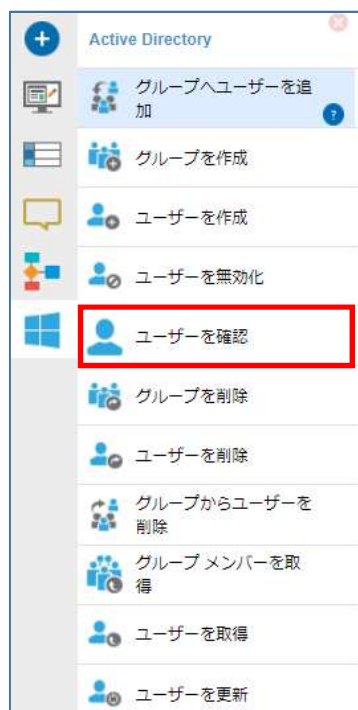 Active Directory
グループへユーザーを追
加
?
グループを作成
ユーザーを作成
ユーザーを無効化
ユーザーを確認
グループを削除
ユーザーを削除
グループからユーザーを
削除
グループ メンバーを取
得
ユーザーを取得
ユーザーを更新